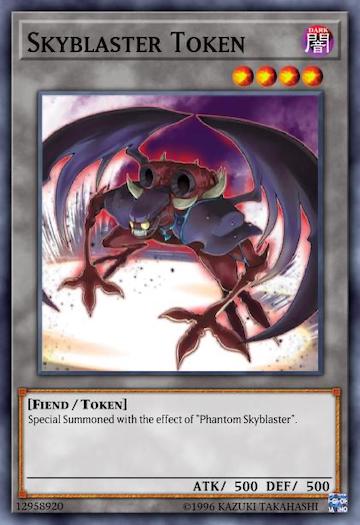 SKYBLASTER TOKEN
DARK
闇
[FIEND / TOKEN]
Special Summoned with the effect of "Phantom Skyblaster".
ATK/ 500 DEF/ 500
12958920
©1996 KAZUKI TAKAHASHI